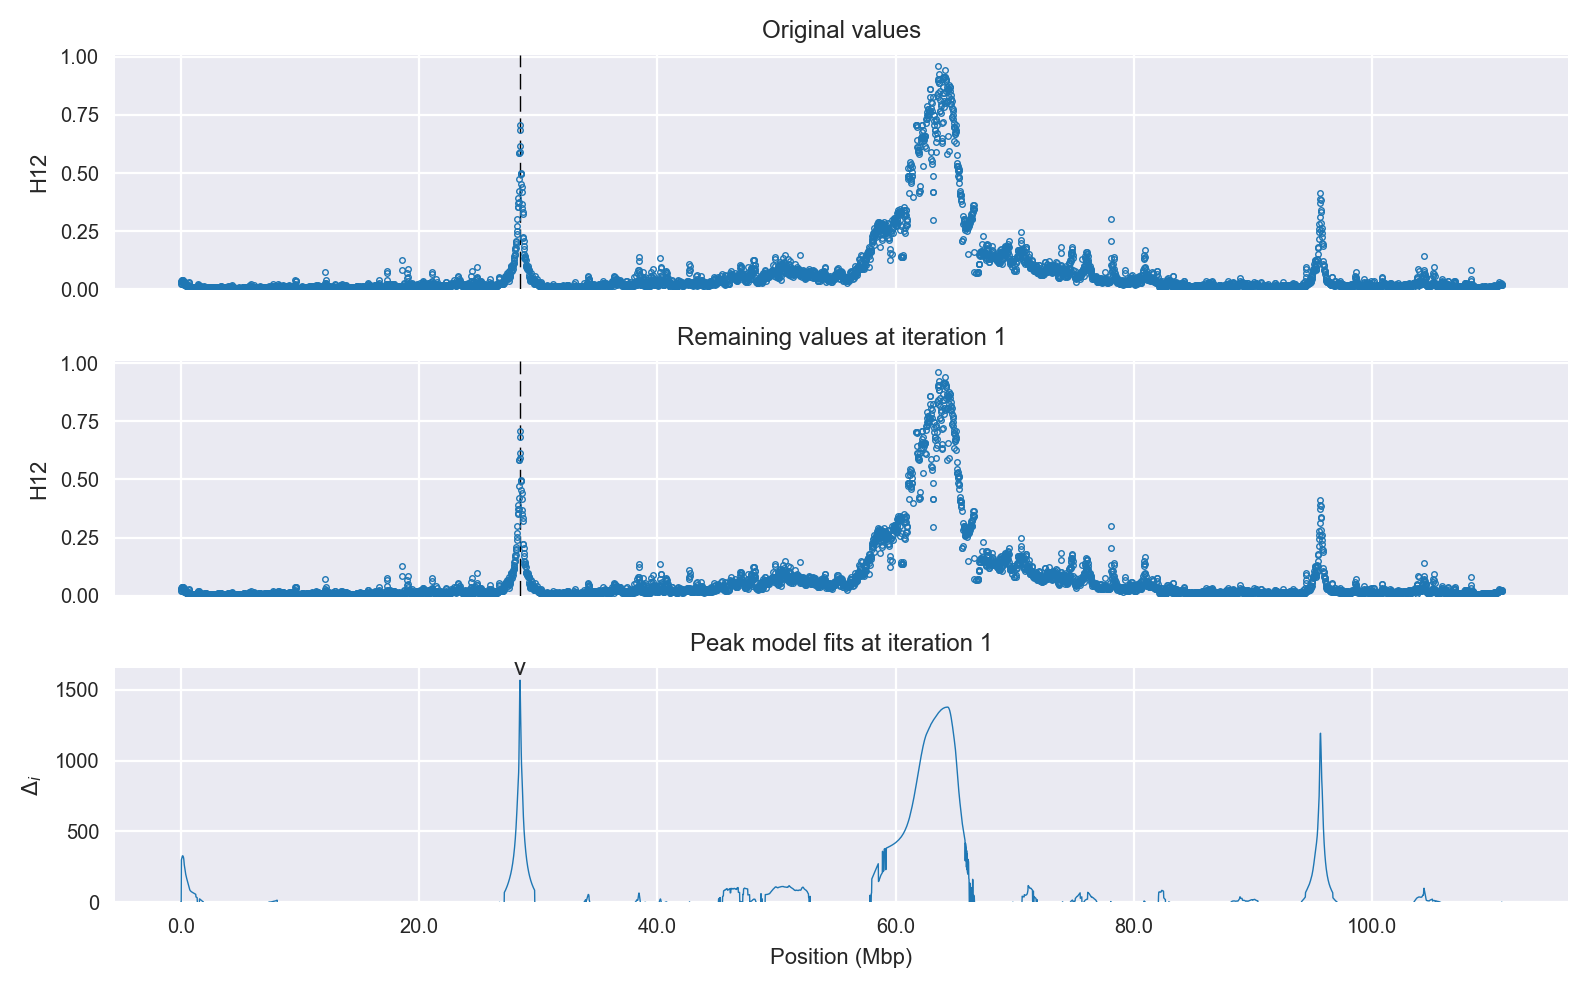 Original values
1.00
0.75
0.50
0.25
0.00
H12
Remaining values at iteration 1
1.00
0.75
0.50
0.25
0.00
H12
Peak model fits at iteration 1
v
1500
1000
500
0
Δi
0.0 20.0 40.0 60.0 80.0 100.0
Position (Mbp)